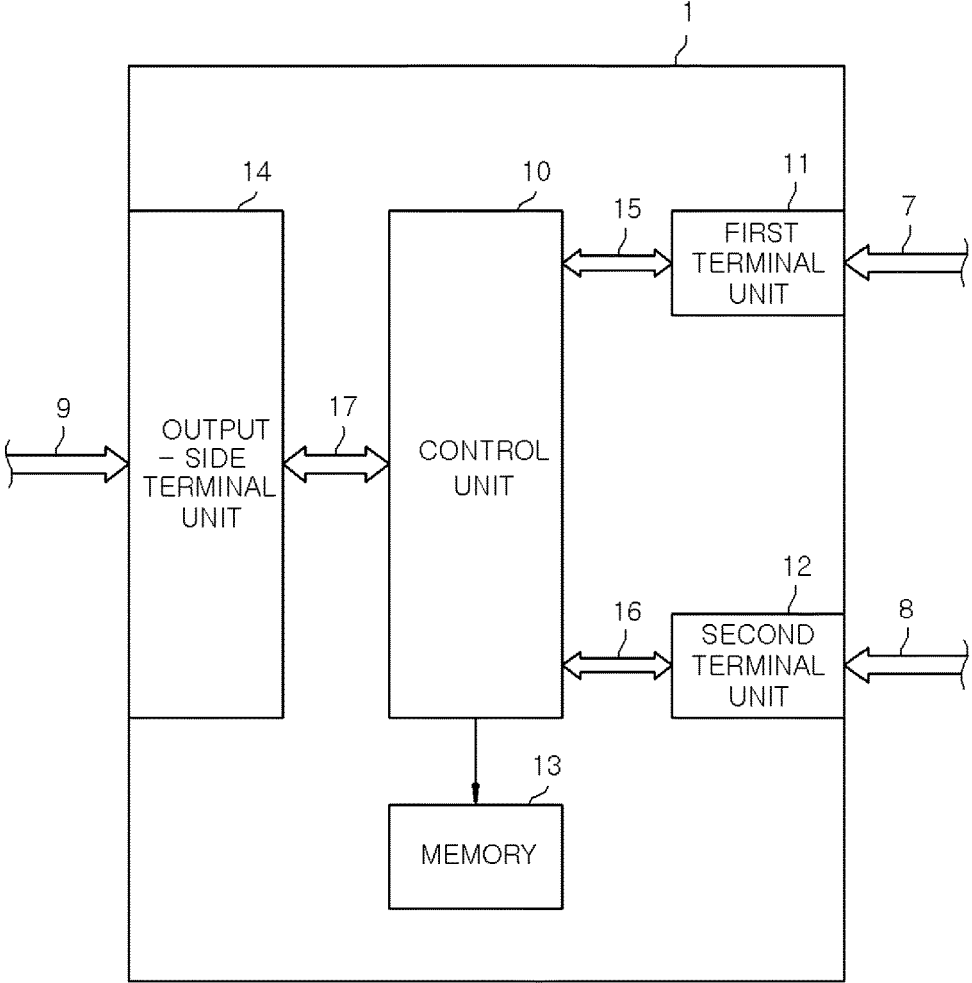 1
14
10
11
15
7
FIRST
TERMINAL
UNIT
9
17
OUTPUT
- SIDE
TERMINAL
UNIT
CONTROL
UNIT
12
16
8
SECOND
TERMINAL
UNIT
13
MEMORY